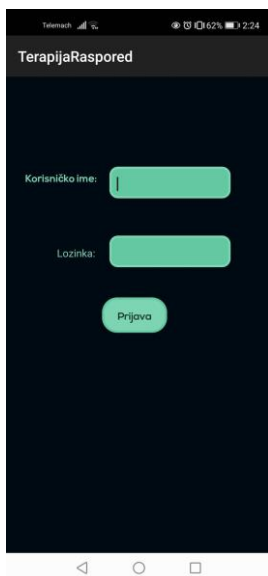 Telemach 62% 2:24
TerapijaRaspored
Korisničko ime:
Lozinka:
Prijava